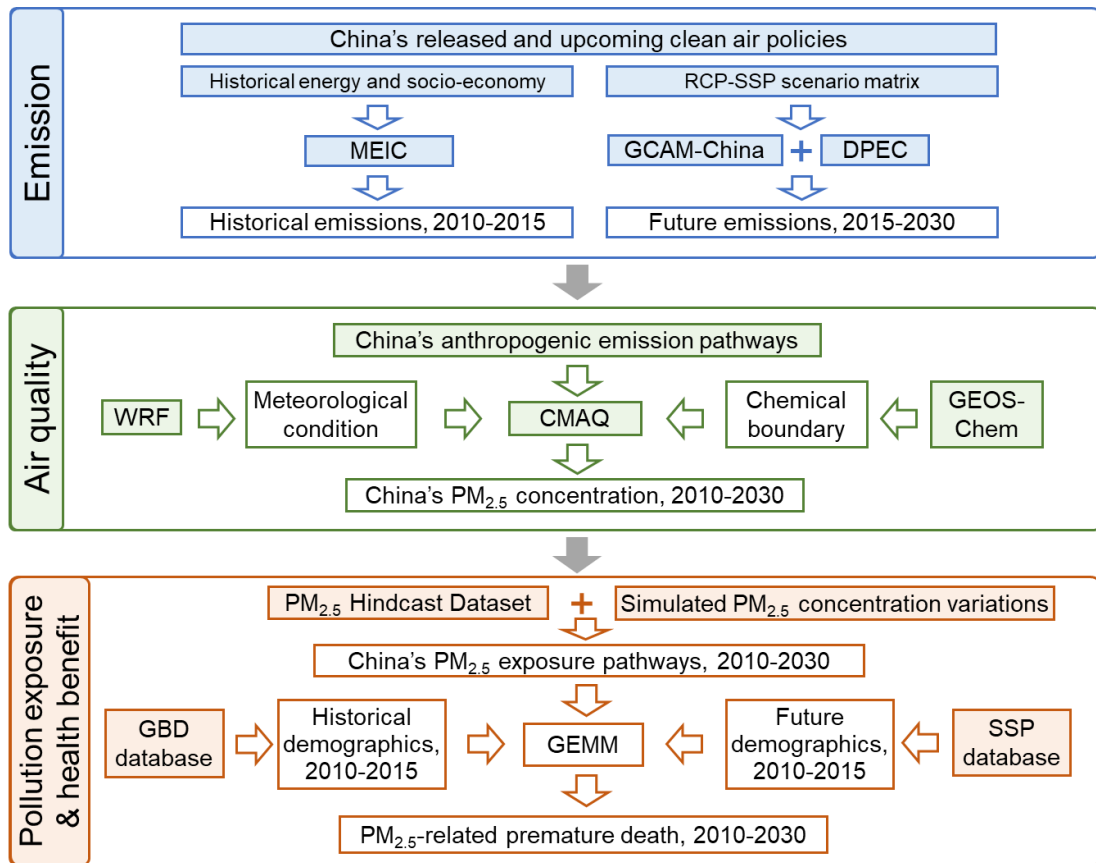 Emission
China's released and upcoming clean air policies
Historical energy and socio-economy
RCP-SSP scenario matrix
MEIC
GCAM-China + DPEC
Historical emissions, 2010-2015
Future emissions, 2015-2030
Air quality
China's anthropogenic emission pathways
WRF
Meteorological
condition
CMAQ
Chemical
boundary
GEOS-
Chem
China's PM2.5 concentration, 2010-2030
Pollution exposure
& health benefit
PM2.5 Hindcast Dataset + Simulated PM2.5 concentration variations
China's PM2.5 exposure pathways, 2010-2030
GBD
database
Historical
demographics,
2010-2015
GEMM
Future
demographics,
2010-2015
SSP
database
PM2.5-related premature death, 2010-2030